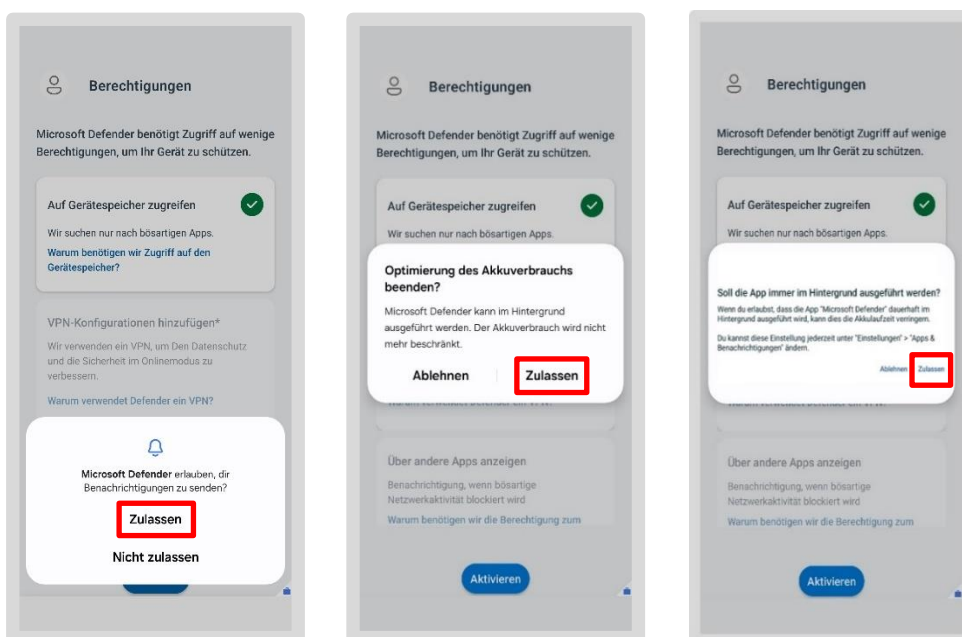 Berechtigungen
Microsoft Defender benötigt Zugriff auf wenige
Berechtigungen, um Ihr Gerät zu schützen.
Auf Gerätespeicher zugreifen
Wir suchen nur nach bösartigen Apps.
Warum benötigen wir Zugriff auf den
Gerätespeicher?
VPN-Konfigurationen hinzufügen*
Wir verwenden ein VPN, um Den Datenschutz
und die Sicherheit im Onlinemodus zu
verbessern.
Warum verwendet Defender ein VPN?
Microsoft Defender erlauben, dir
Benachrichtigungen zu senden?
Zulassen
Nicht zulassen
Berechtigungen
Microsoft Defender benötigt Zugriff auf wenige
Berechtigungen, um Ihr Gerät zu schützen.
Auf Gerätespeicher zugreifen
Wir suchen nur nach bösartigen Apps.
Optimierung des Akkuverbrauchs
beenden?
Microsoft Defender kann im Hintergrund
ausgeführt werden. Der Akkuverbrauch wird nicht
mehr beschränkt.
Ablehnen Zulassen
Über andere Apps anzeigen
Benachrichtigung, wenn bösartige
Netzwerkaktivität blockiert wird
Warum benötigen wir die Berechtigung zum
Aktivieren
Berechtigungen
Microsoft Defender benötigt Zugriff auf wenige
Berechtigungen, um Ihr Gerät zu schützen.
Auf Gerätespeicher zugreifen
Wir suchen nur nach bösartigen Apps.
Soll die App immer im Hintergrund ausgeführt werden?
Wenn du erlaubst, dass die App "Microsoft Defender" dauerhaft im
Hintergrund ausgeführt wird, kann dies die Akkulaufzeit verringern.
Du kannst diese Einstellung jederzeit unter "Einstellungen" > "Apps &
Benachrichtigungen" ändern.
Ablehnen Zulassen
Über andere Apps anzeigen
Benachrichtigung, wenn bösartige
Netzwerkaktivität blockiert wird
Warum benötigen wir die Berechtigung zum
Aktivieren